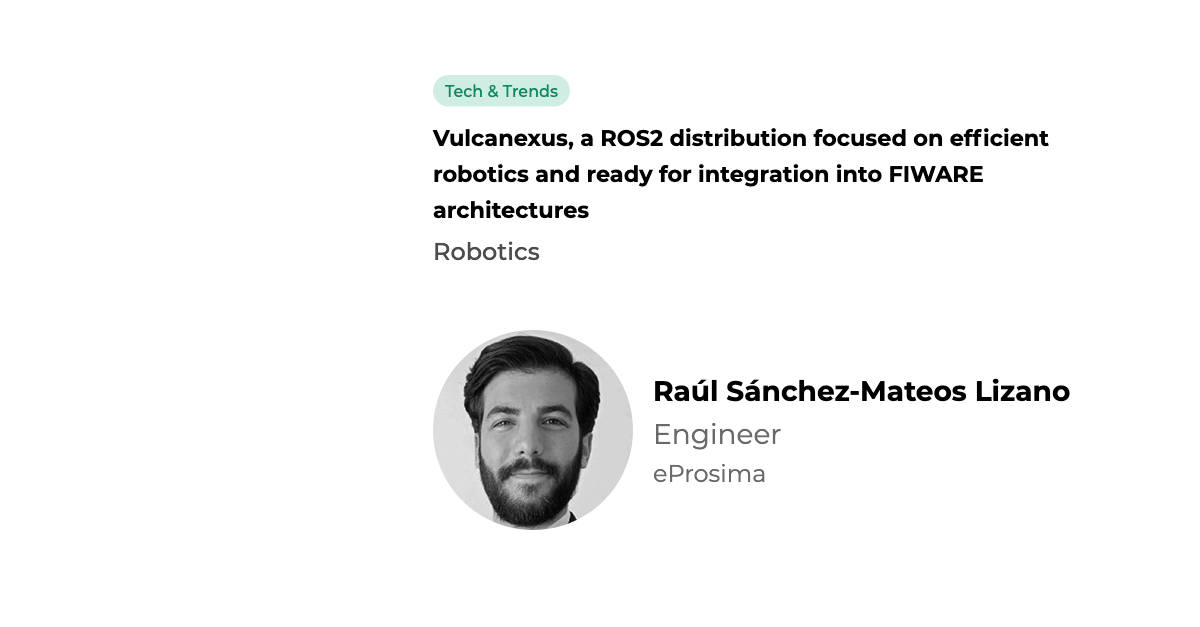 Tech & Trends
Vulcanexus, a ROS2 distribution focused on efficient
robotics and ready for integration into FIWARE
architectures
Robotics
Raúl Sánchez-Mateos Lizano
Engineer
eProsima